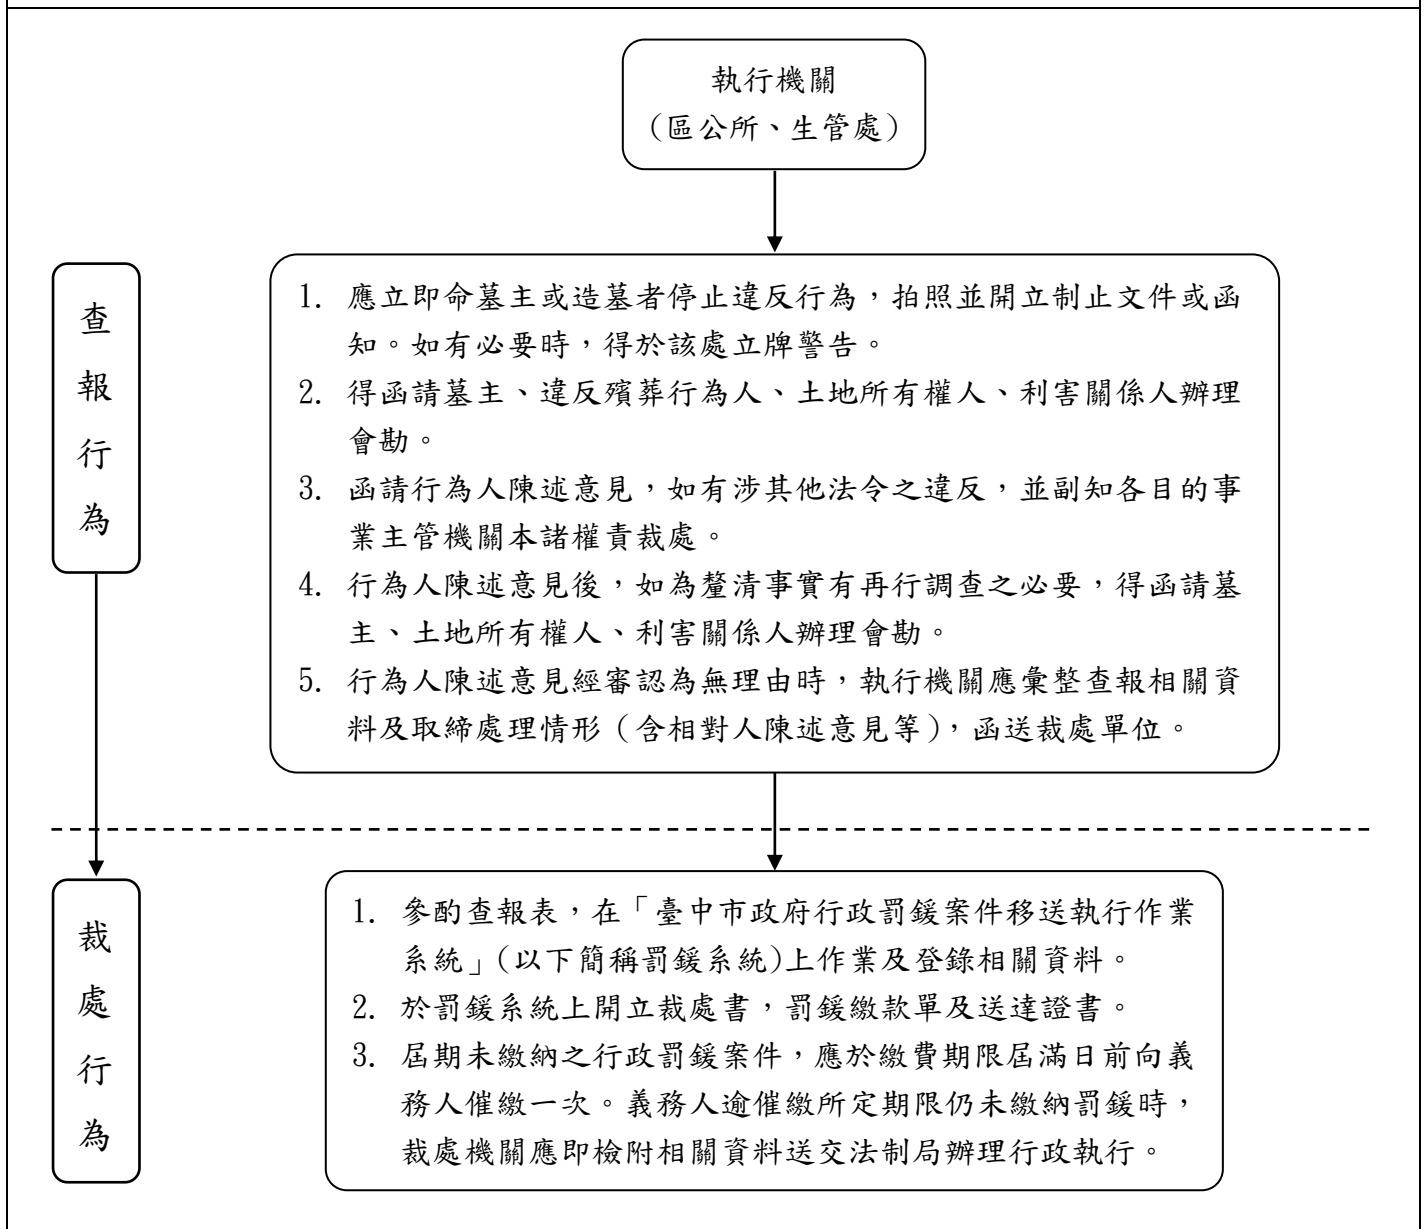 執行機關
（區公所、生管處）
查
報
行
為
1. 應立即命墓主或造墓者停止違反行為，拍照並開立制止文件或函
知。如有必要時，得於該處立牌警告。
2. 得函請墓主、違反殯葬行為人、土地所有權人、利害關係人辦理
會勘。
3. 函請行為人陳述意見，如有涉其他法令之違反，並副知各目的事
業主管機關本諸權責裁處。
4. 行為人陳述意見後，如為釐清事實有再行調查之必要，得函請墓
主、土地所有權人、利害關係人辦理會勘。
5. 行為人陳述意見經審認為無理由時，執行機關應彙整查報相關資
料及取締處理情形（含相對人陳述意見等），函送裁處單位。
裁
處
行
為
1. 參酌查報表，在「臺中市政府行政罰鍰案件移送執行作業
系統」(以下簡稱罰鍰系統)上作業及登錄相關資料。
2. 於罰鍰系統上開立裁處書，罰鍰繳款單及送達證書。
3. 屆期未繳納之行政罰鍰案件，應於繳費期限屆滿日前向義
務人催繳一次。義務人逾催繳所定期限仍未繳納罰鍰時，
裁處機關應即檢附相關資料送交法制局辦理行政執行。